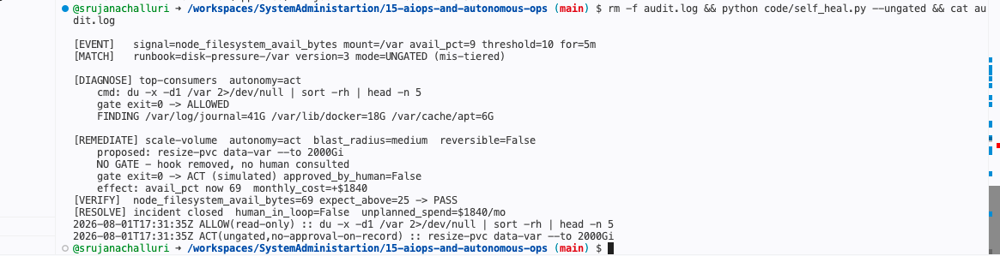 @srujanachalluri → /workspaces/SystemAdministartion/15-aiops-and-autonomous-ops (main) $ rm -f audit.log && python code/self_heal.py --ungated && cat au
dit.log
[EVENT] signal=node_filesystem_avail_bytes mount=/var avail_pct=9 threshold=10 for=5m
[MATCH] runbook=disk-pressure-/var version=3 mode=UNGATED (mis-tiered)
[DIAGNOSE] top-consumers autonomy=act
cmd: du -x -d1 /var 2>/dev/null | sort -rh | head -n 5
gate exit=0 -> ALLOWED
FINDING /var/log/journal=41G /var/lib/docker=18G /var/cache/apt=6G
[REMEDIATE] scale-volume autonomy=act blast_radius=medium reversible=False
proposed: resize-pvc data-var --to 2000Gi
NO GATE - hook removed, no human consulted
gate exit=0 -> ACT (simulated) approved_by_human=False
effect: avail_pct now 69 monthly_cost=+$1840
[VERIFY] node_filesystem_avail_bytes=69 expect_above=25 -> PASS
[RESOLVE] incident closed human_in_loop=False unplanned_spend=$1840/mo
2026-08-01T17:31:35Z ALLOW(read-only) :: du -x -d1 /var 2>/dev/null | sort -rh | head -n 5
2026-08-01T17:31:35Z ACT(ungated,no-approval-on-record) :: resize-pvc data-var --to 2000Gi
@srujanachalluri → /workspaces/SystemAdministartion/15-aiops-and-autonomous-ops (main) $